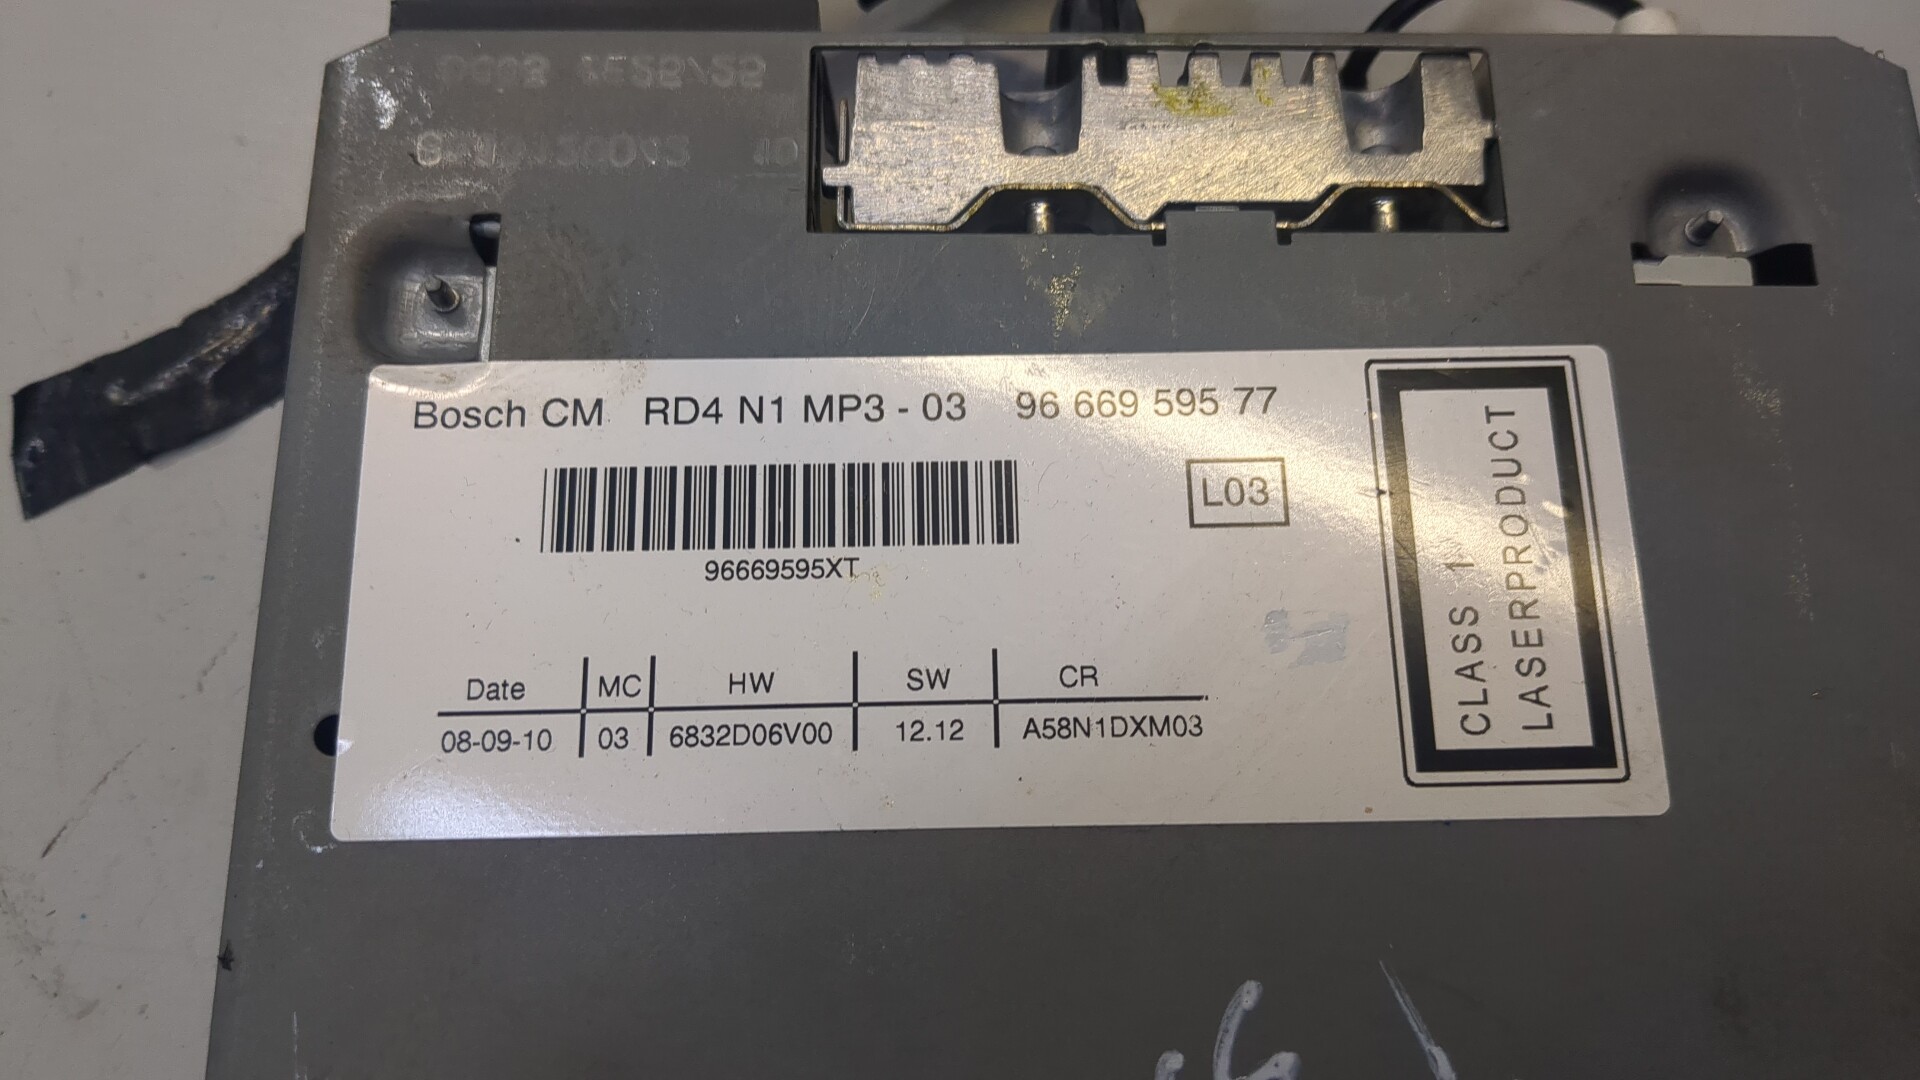 Bosch CM RD4 N1 MP3 - 03 96 669 595 77
L03
96669595XT
Date MC HW SW CR
08-09-10 03 6832D06V00 12.12 A58N1DXM03
CLASS 1
LASERPRODUCT